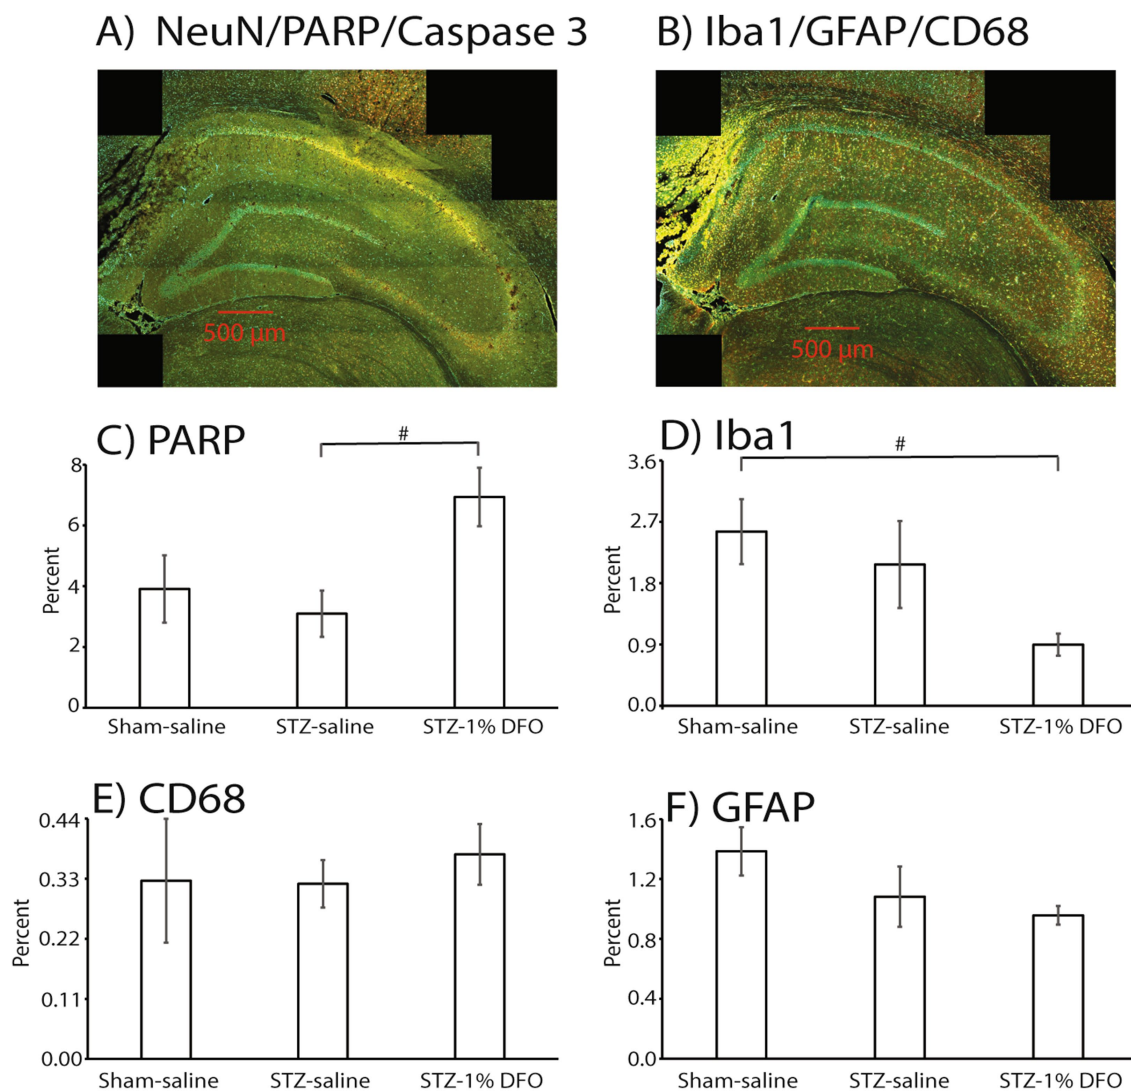 A) NeuN/PARP/Caspase 3
B) Iba1/GFAP/CD68
500 µm
500 µm
C) PARP
#
8
6
4
2
0
Percent
Sham-saline
STZ-saline
STZ-1% DFO
D) Iba1
#
3.6
2.7
1.8
0.9
0.0
Percent
Sham-saline
STZ-saline
STZ-1% DFO
E) CD68
0.44
0.33
0.22
0.11
0.00
Percent
Sham-saline
STZ-saline
STZ-1% DFO
F) GFAP
1.6
1.2
0.8
0.4
0.0
Percent
Sham-saline
STZ-saline
STZ-1% DFO